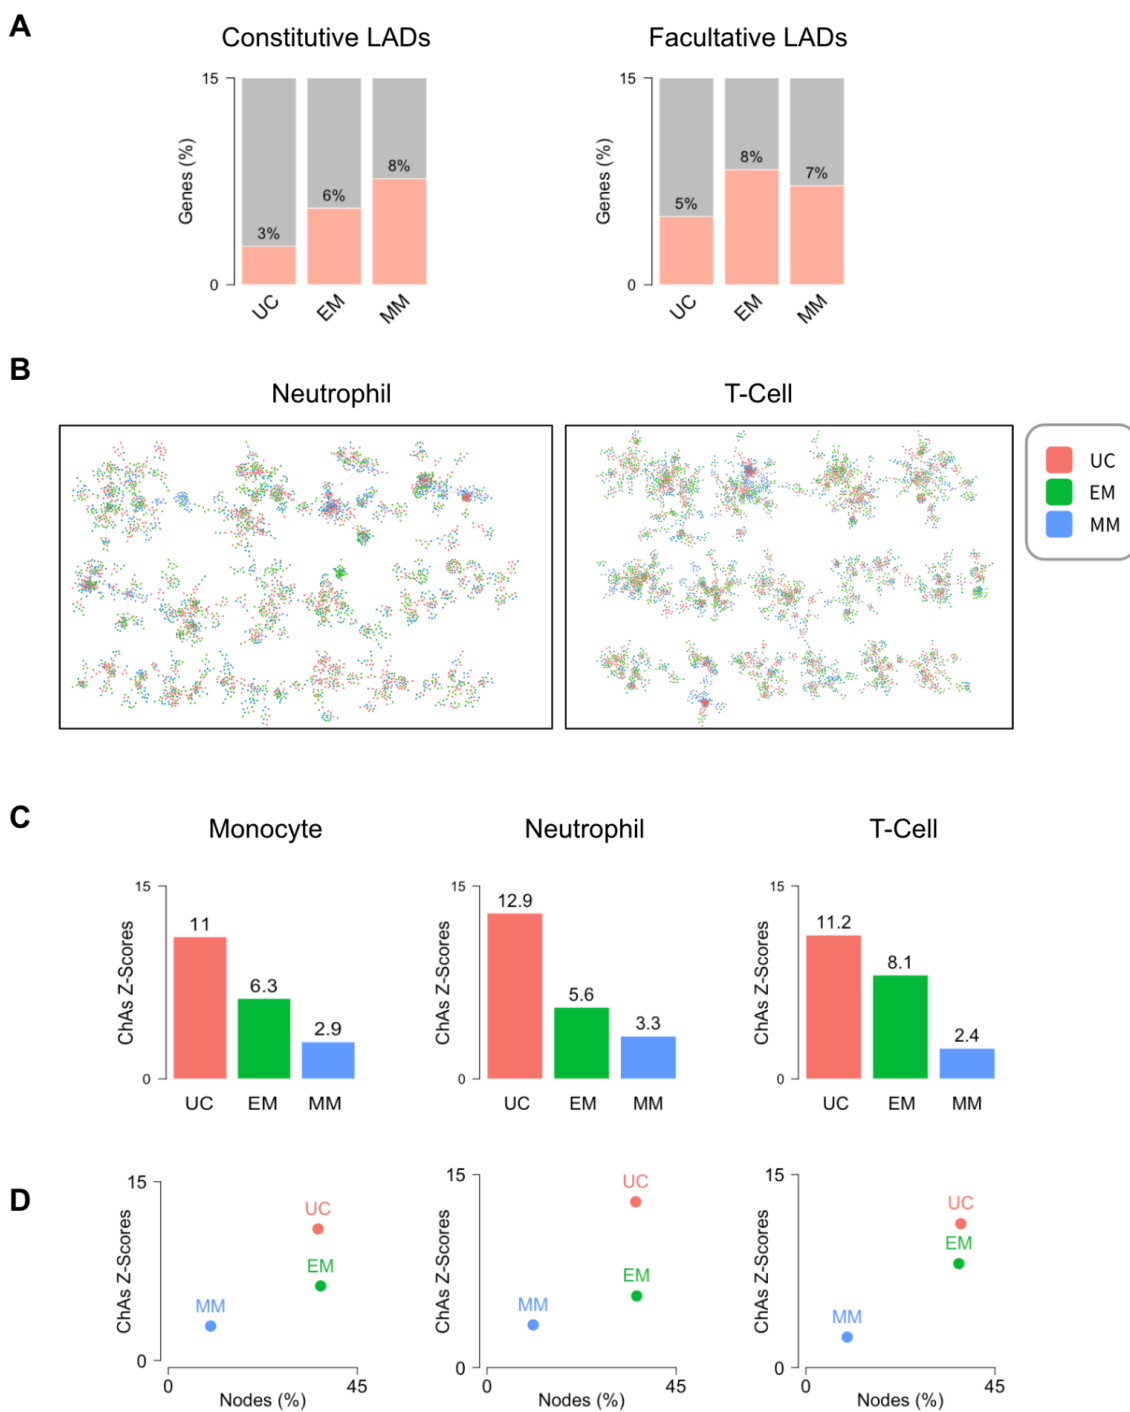 A
Constitutive LADs
Facultative LADs
15
Genes (%)
0
3%
6%
8%
UC
EM
MM
15
Genes (%)
0
5%
8%
7%
UC
EM
MM
B
Neutrophil
T-Cell
UC
EM
MM
C
Monocyte
Neutrophil
T-Cell
15
ChAs Z-Scores
0
11
6.3
2.9
UC
EM
MM
15
ChAs Z-Scores
0
12.9
5.6
3.3
UC
EM
MM
15
ChAs Z-Scores
0
11.2
8.1
2.4
UC
EM
MM
D
15
ChAs Z-Scores
0
UC
EM
MM
0
45
Nodes (%)
15
ChAs Z-Scores
0
UC
EM
MM
0
45
Nodes (%)
15
ChAs Z-Scores
0
UC
EM
MM
0
45
Nodes (%)